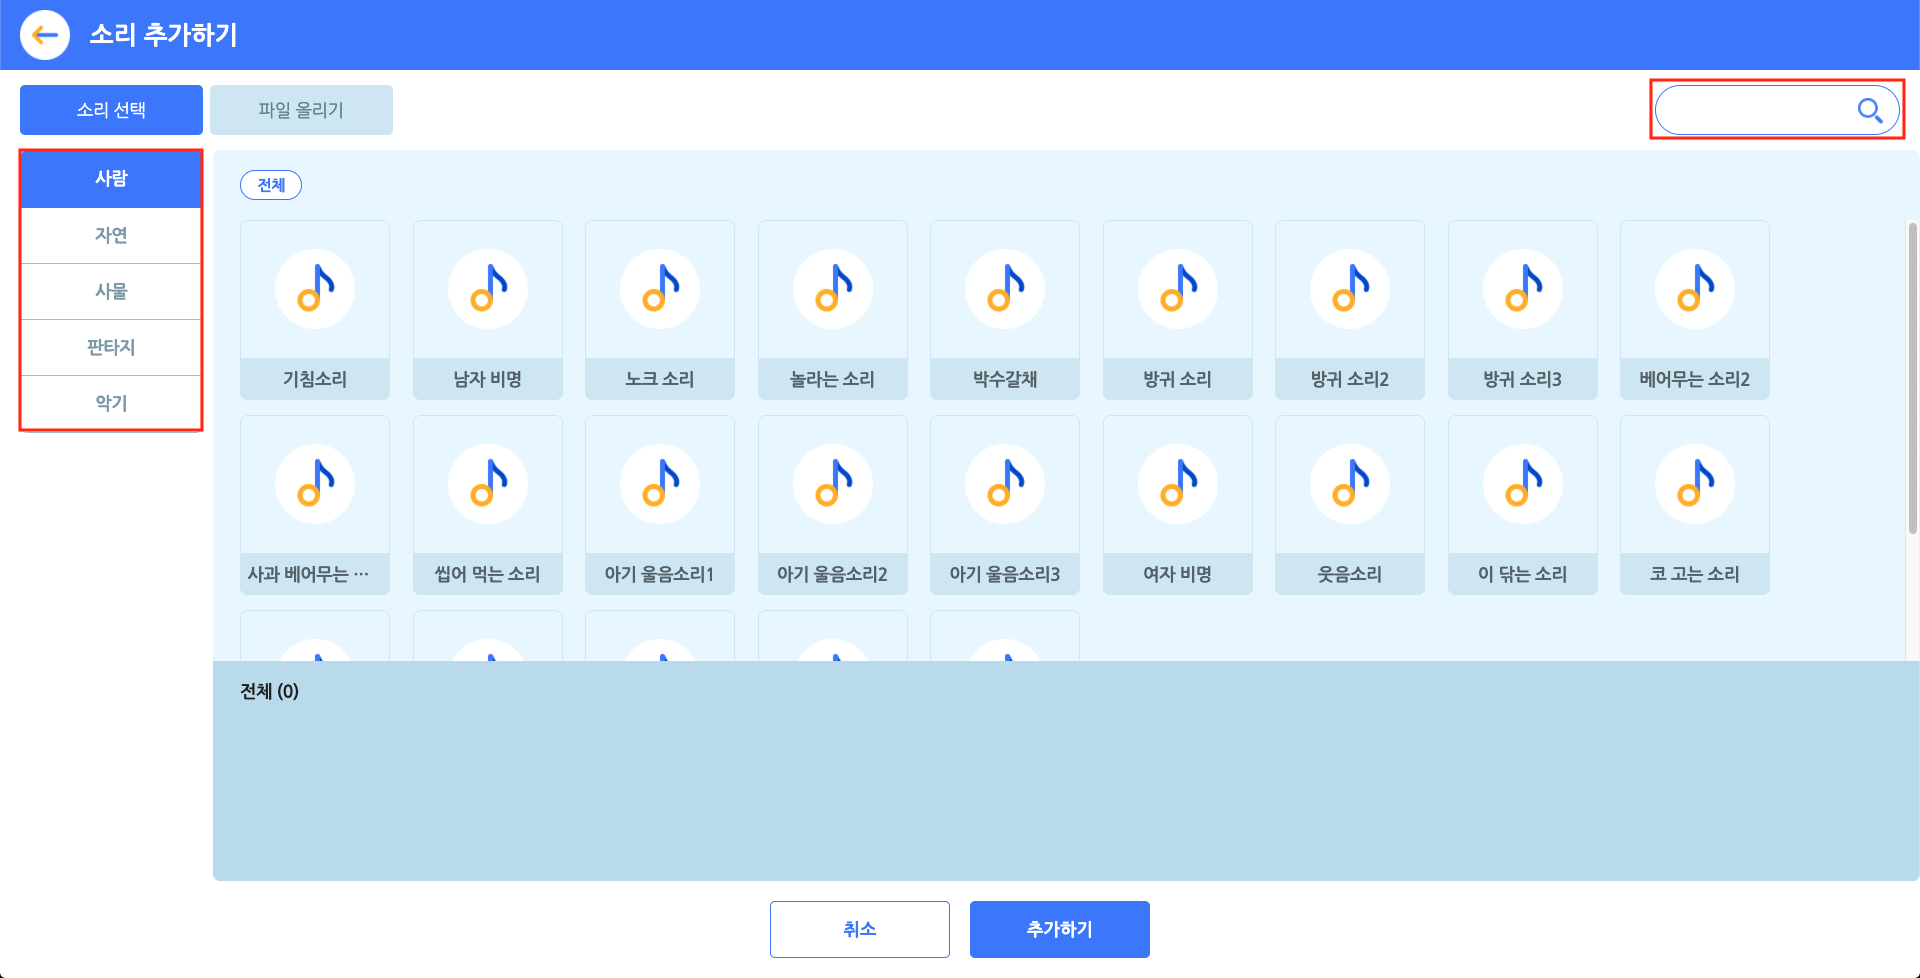 소리 추가하기
소리 선택
파일 올리기
사람
자연
사물
판타지
악기
전체
기침소리
남자 비명
노크 소리
놀라는 소리
박수갈채
방귀 소리
방귀 소리2
방귀 소리3
베어무는 소리2
사과 베어무는 …
씹어 먹는 소리
아기 울음소리1
아기 울음소리2
아기 울음소리3
여자 비명
웃음소리
이 닦는 소리
코 고는 소리
전체 (0)
취소
추가하기